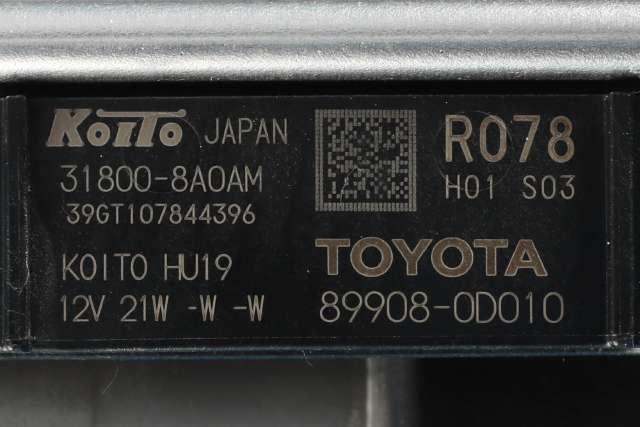 KOITO JAPAN
31800-8A0AM
39GT107844396
KOITO HU19
12V 21W -W -W
R078
H01 S03
TOYOTA
89908-0D010